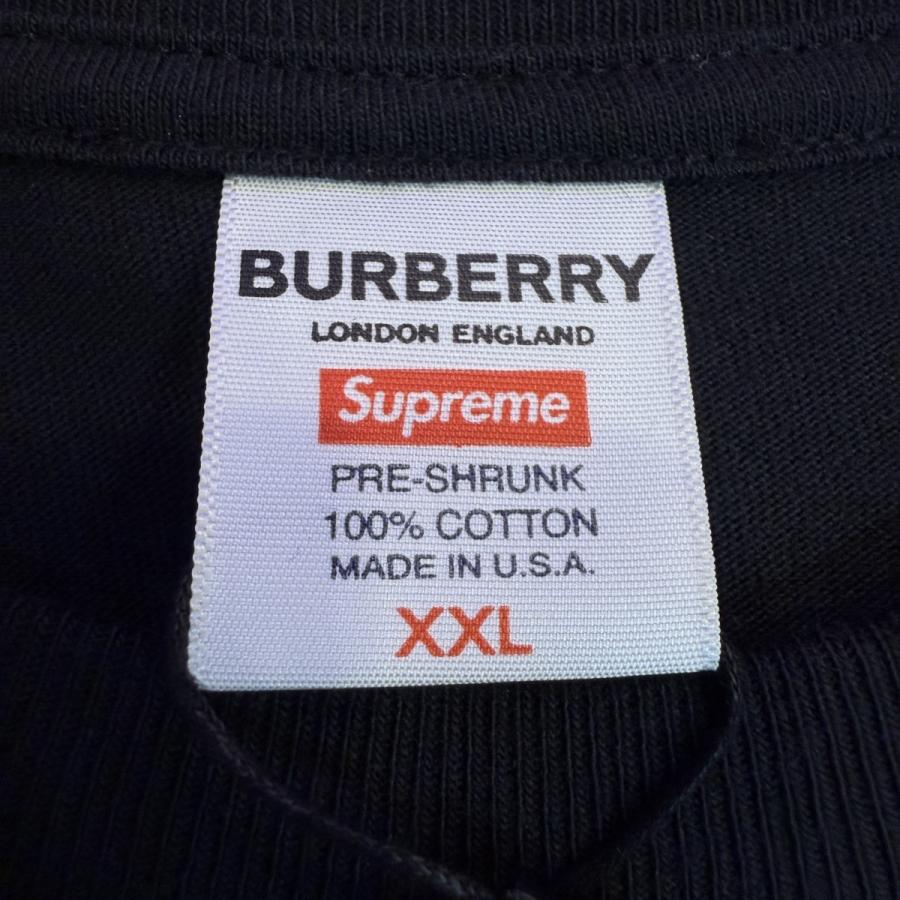 BURBERRY
LONDON ENGLAND
Supreme
PRE-SHRUNK
100% COTTON
MADE IN U.S.A.
XXL